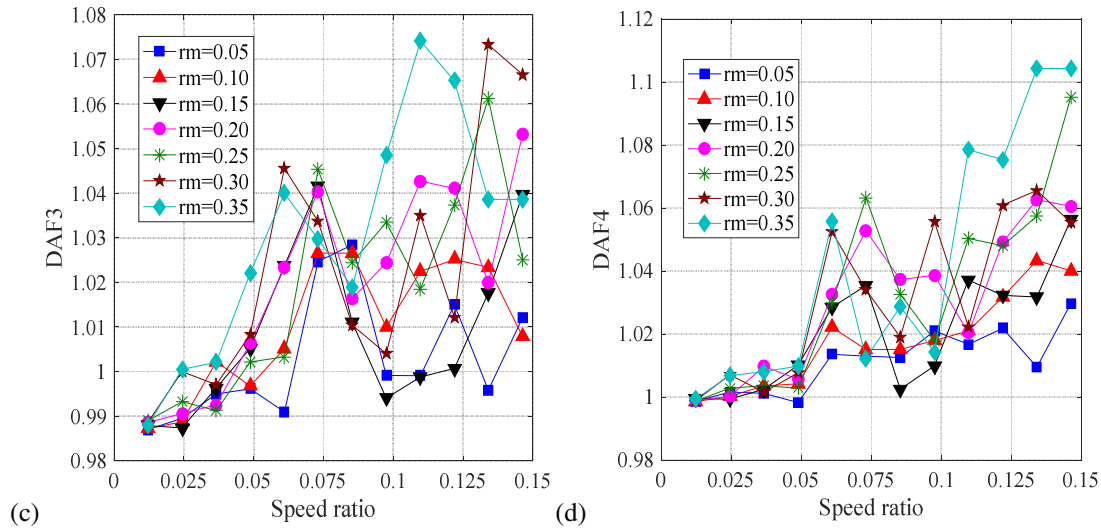 1.08
1.07
1.06
1.05
1.04
1.03
1.02
1.01
1
0.99
0.98
DAF3
rm=0.05
rm=0.10
rm=0.15
rm=0.20
rm=0.25
rm=0.30
rm=0.35
0 0.025 0.05 0.075 0.1 0.125 0.15
Speed ratio
(c)
1.12
1.1
1.08
1.06
1.04
1.02
1
0.98
DAF4
rm=0.05
rm=0.10
rm=0.15
rm=0.20
rm=0.25
rm=0.30
rm=0.35
0 0.025 0.05 0.075 0.1 0.125 0.15
Speed ratio
(d)